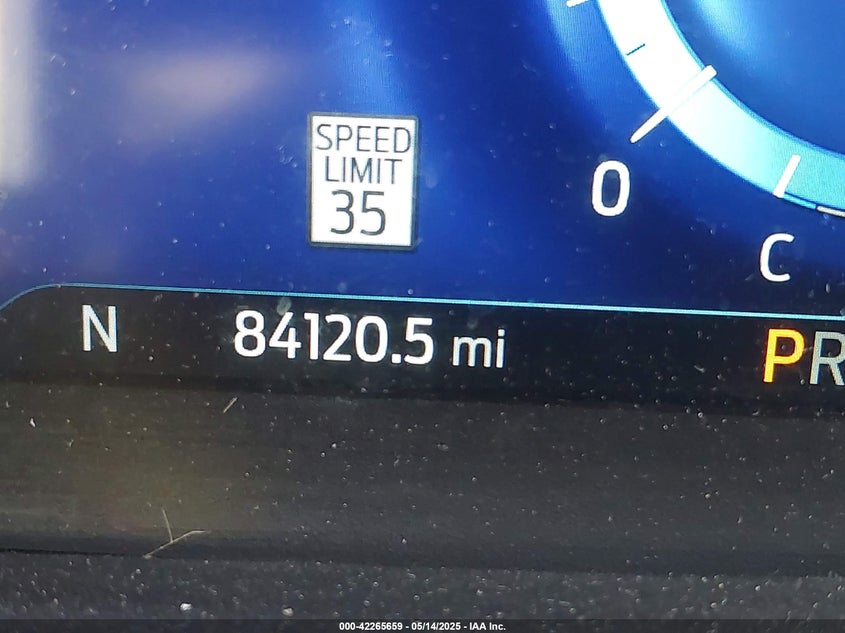 SPEED
LIMIT
35
0
C
N 84120.5 mi PR
000-42265659 - 05/14/2025 - IAA Inc.